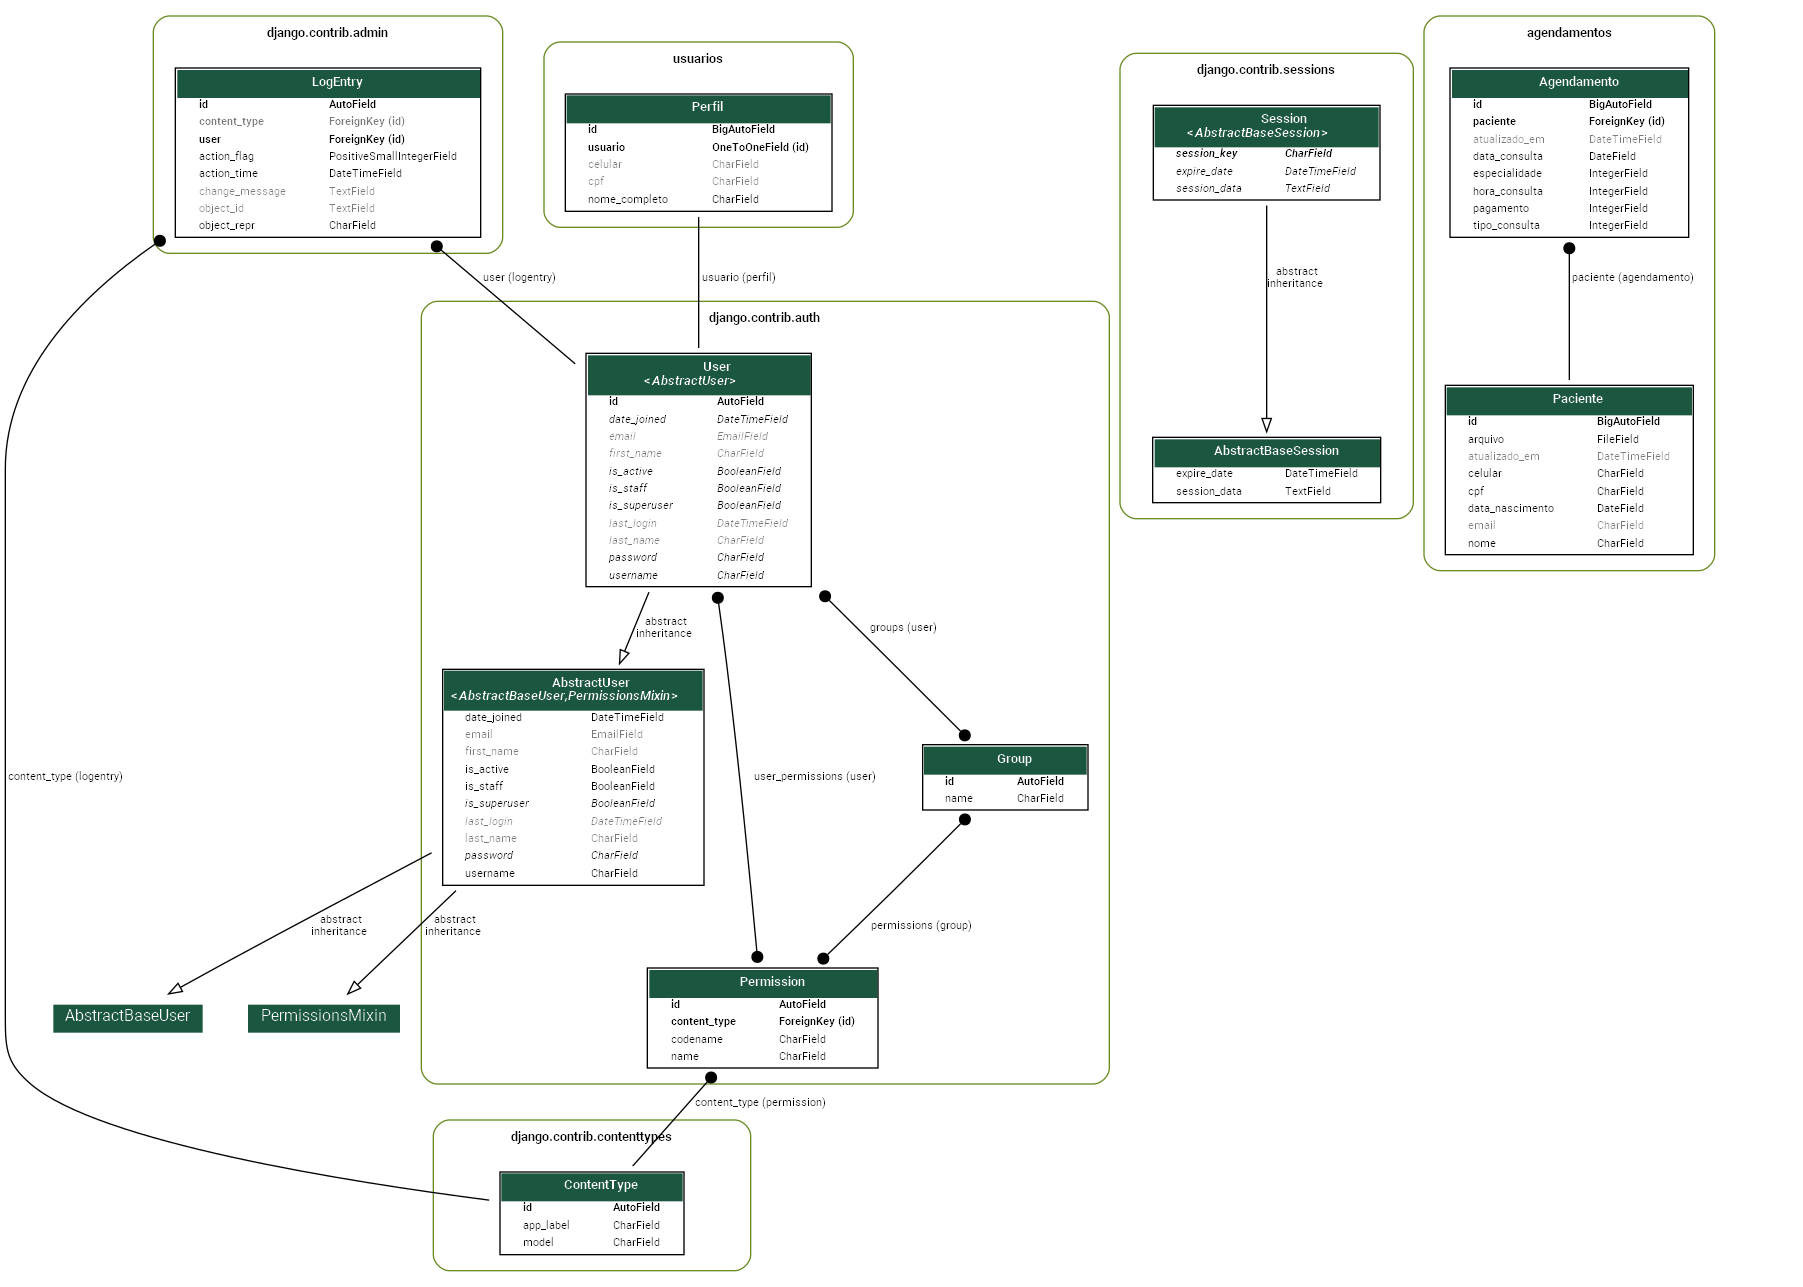 django.contrib.admin
LogEntry
id AutoField
content_type ForeignKey (id)
user ForeignKey (id)
action_flag PositiveSmallIntegerField
action_time DateTimeField
change_message TextField
object_id TextField
object_repr CharField
usuarios
Perfil
id BigAutoField
usuario OneToOneField (id)
celular CharField
cpf CharField
nome_completo CharField
django.contrib.sessions
Session
<AbstractBaseSession>
session_key CharField
expire_date DateTimeField
session_data TextField
abstract
inheritance
AbstractBaseSession
expire_date DateTimeField
session_data TextField
agendamentos
Agendamento
id BigAutoField
paciente ForeignKey (id)
atualizado_em DateTimeField
data_consulta DateField
especialidade IntegerField
hora_consulta IntegerField
pagamento IntegerField
tipo_consulta IntegerField
paciente (agendamento)
Paciente
id BigAutoField
arquivo FileField
atualizado_em DateTimeField
celular CharField
cpf CharField
data_nascimento DateField
email CharField
nome CharField
user (logentry)
usuario (perfil)
django.contrib.auth
User
<AbstractUser>
id AutoField
date_joined DateTimeField
email EmailField
first_name CharField
is_active BooleanField
is_staff BooleanField
is_superuser BooleanField
last_login DateTimeField
last_name CharField
password CharField
username CharField
abstract
inheritance
groups (user)
AbstractUser
<AbstractBaseUser,PermissionsMixin>
date_joined DateTimeField
email EmailField
first_name CharField
is_active BooleanField
is_staff BooleanField
is_superuser BooleanField
last_login DateTimeField
last_name CharField
password CharField
username CharField
user_permissions (user)
Group
id AutoField
name CharField
content_type (logentry)
abstract
inheritance
abstract
inheritance
permissions (group)
AbstractBaseUser
PermissionsMixin
Permission
id AutoField
content_type ForeignKey (id)
codename CharField
name CharField
content_type (permission)
django.contrib.contenttypes
ContentType
id AutoField
app_label CharField
model CharField